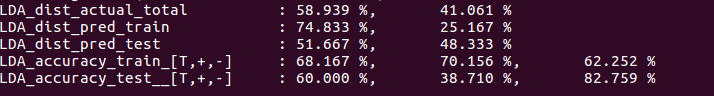 LDA_dist_actual_total : 58.939 %, 41.061 %
LDA_dist_pred_train : 74.833 %, 25.167 %
LDA_dist_pred_test : 51.667 %, 48.333 %
LDA_accuracy_train_[T,+,-] : 68.167 %, 70.156 %, 62.252 %
LDA_accuracy_test__[T,+,-] : 60.000 %, 38.710 %, 82.759 %